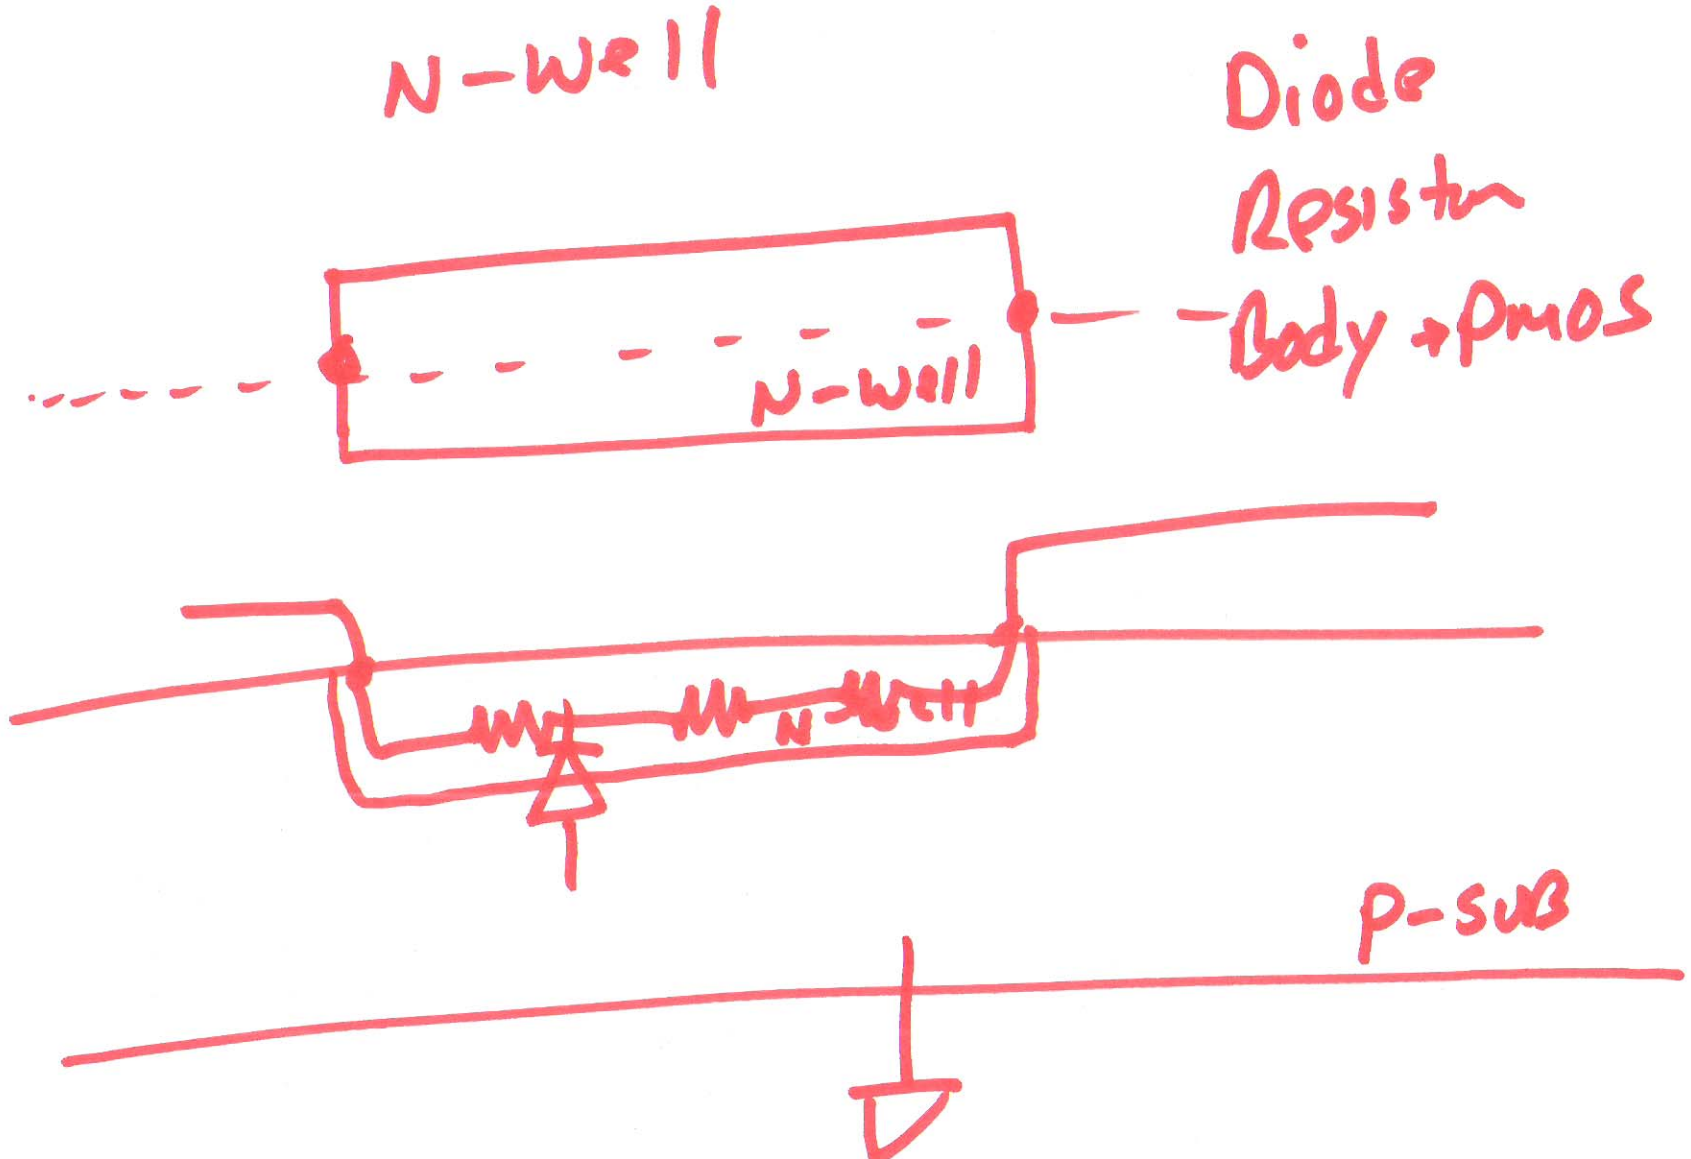 N-Well
Diode
Resistor
Body → PMOS
N-Well
N-Well
P-SUB